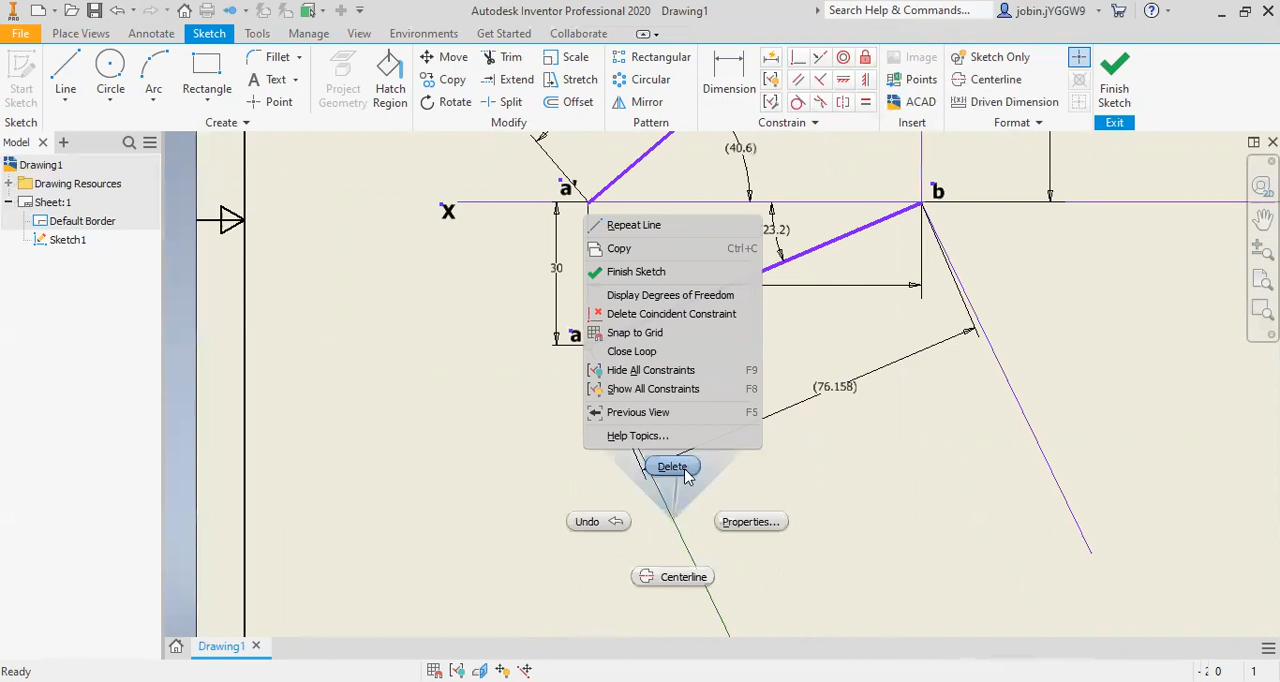 Autodesk Inventor Professional 2020 Drawing1
Search Help & Commands...
jobin.jYGGW9
PRO
File Place Views Annotate Sketch Tools Manage View Environments Get Started Collaborate
Start Sketch
Line
Circle
Arc
Rectangle
Fillet
Text
Point
Project Geometry
Hatch Region
Move
Copy
Rotate
Trim
Extend
Split
Scale
Stretch
Offset
Rectangular
Circular
Mirror
Dimension
Image
Points
ACAD
Sketch Only
Centerline
Driven Dimension
Finish Sketch
Sketch
Create
Modify
Pattern
Constrain
Insert
Format
Exit
Model
Drawing1
Drawing Resources
Sheet:1
Default Border
Sketch1
(40.6)
a'
b
X
23.2)
30
a
(76.158)
Repeat Line
Copy Ctrl+C
Finish Sketch
Display Degrees of Freedom
Delete Coincident Constraint
Snap to Grid
Close Loop
Hide All Constraints F9
Show All Constraints F8
Previous View F5
Help Topics...
Delete
Undo
Properties...
Centerline
Drawing1
Ready
0 1